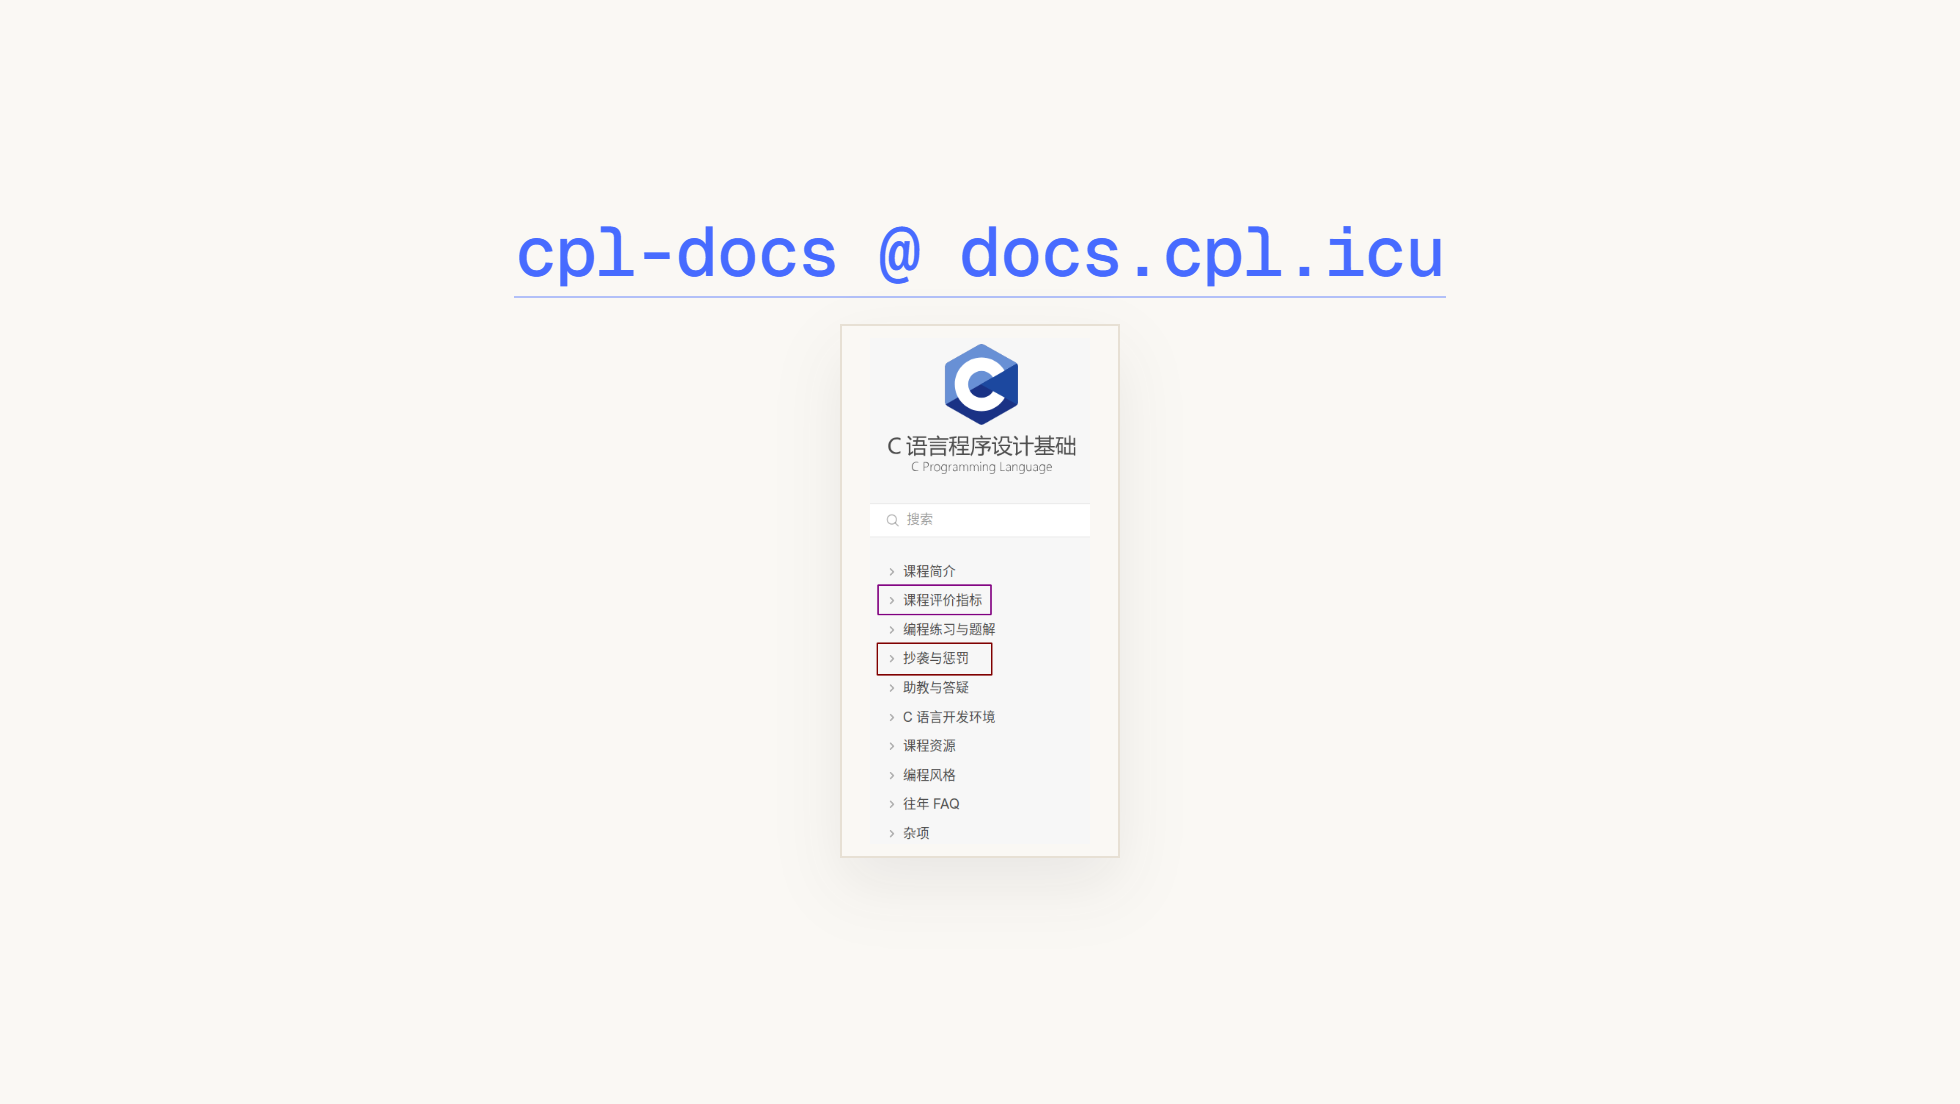 cpl-docs @ docs.cpl.icu
C 语言程序设计基础
C Programming Language
搜索
课程简介
课程评价指标
编程练习与题解
抄袭与惩罚
助教与答疑
C 语言开发环境
课程资源
编程风格
往年 FAQ
杂项